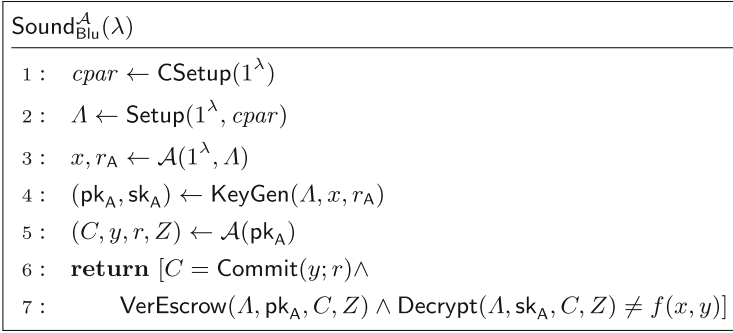 Sound^𝒜_Blu(λ)
1 : cpar ← CSetup(1^λ)
2 : Λ ← Setup(1^λ, cpar)
3 : x, r_A ← 𝒜(1^λ, Λ)
4 : (pk_A, sk_A) ← KeyGen(Λ, x, r_A)
5 : (C, y, r, Z) ← 𝒜(pk_A)
6 : return [C = Commit(y; r)∧
7 : VerEscrow(Λ, pk_A, C, Z) ∧ Decrypt(Λ, sk_A, C, Z) ≠ f(x, y)]